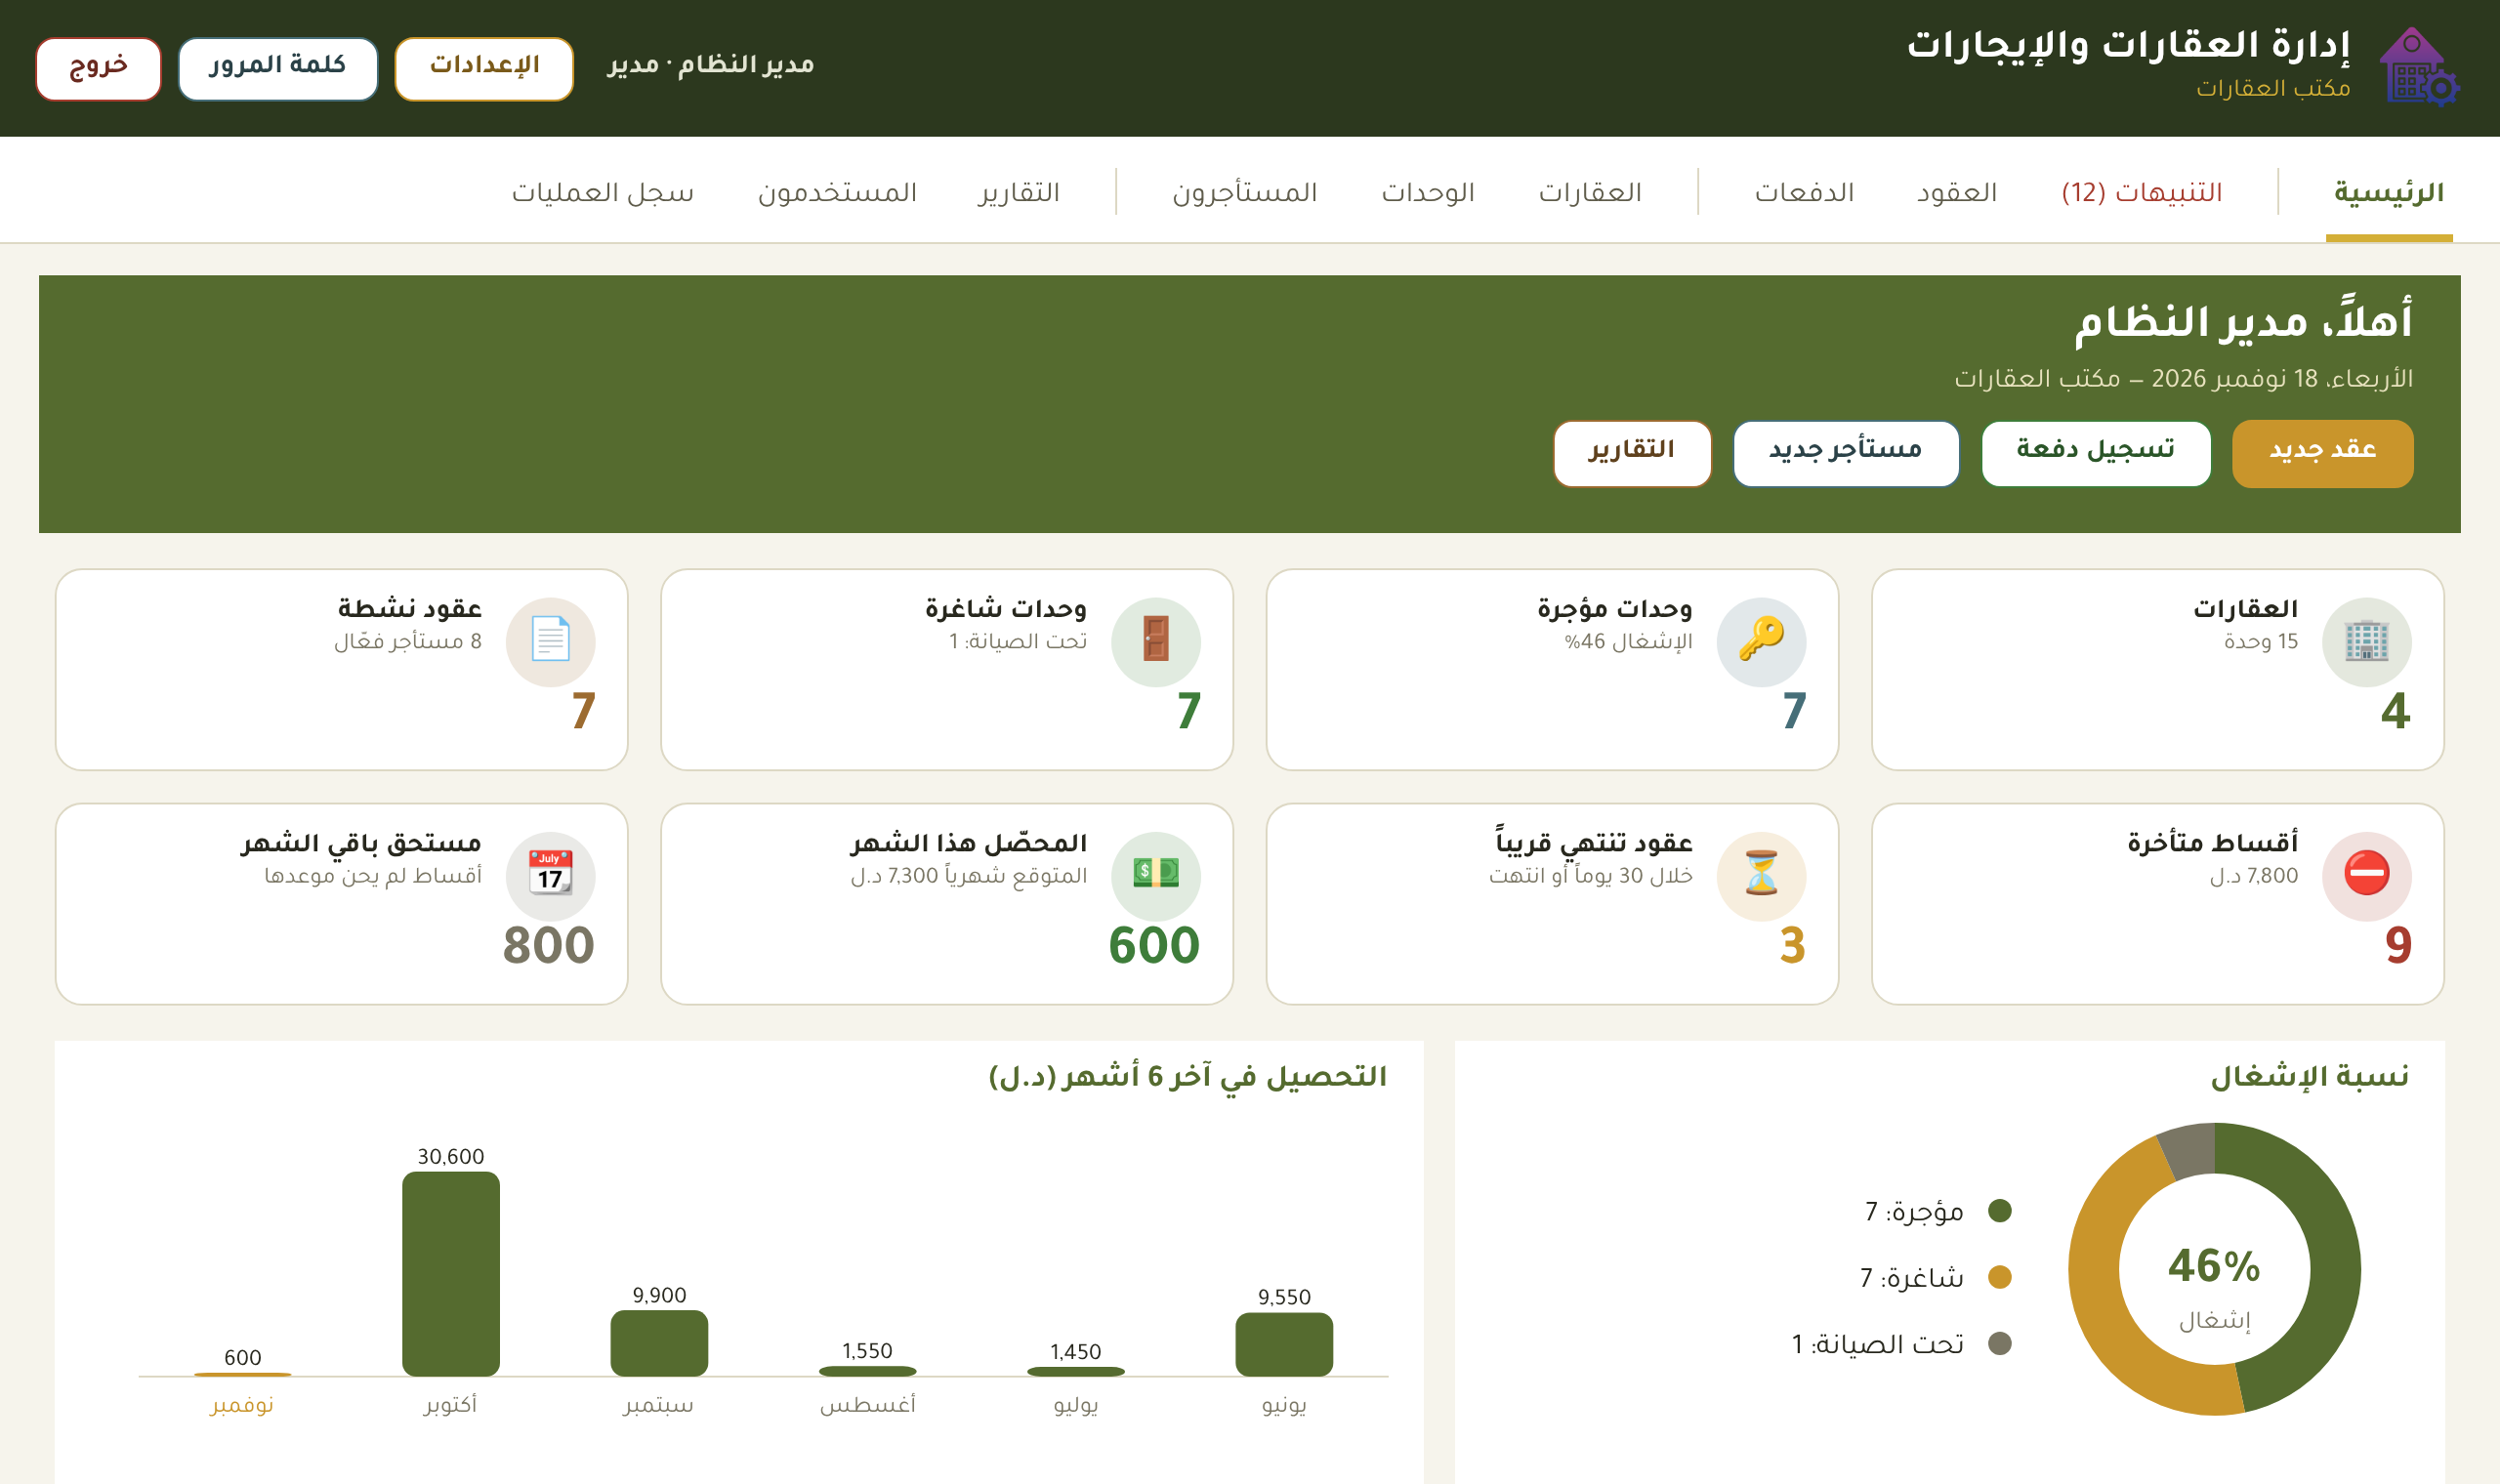 إدارة العقارات والإيجارات
مكتب العقارات
مدير النظام · مدير
الإعدادات
كلمة المرور
خروج
الرئيسية
التنبيهات (12)
العقود
الدفعات
العقارات
الوحدات
المستأجرون
التقارير
المستخدمون
سجل العمليات
أهلاً، مدير النظام
الأربعاء، 18 نوفمبر 2026 – مكتب العقارات
عقد جديد
تسجيل دفعة
مستأجر جديد
التقارير
العقارات
15 وحدة
4
وحدات مؤجرة
الإشغال 46%
7
وحدات شاغرة
تحت الصيانة: 1
7
عقود نشطة
8 مستأجر فعّال
7
أقساط متأخرة
7,800 د.ل
9
عقود تنتهي قريباً
خلال 30 يوماً أو انتهت
3
المحصّل هذا الشهر
المتوقع شهرياً 7,300 د.ل
600
مستحق باقي الشهر
أقساط لم يحن موعدها
July
17
800
نسبة الإشغال
46%
إشغال
مؤجرة: 7
شاغرة: 7
تحت الصيانة: 1
التحصيل في آخر 6 أشهر (د.ل)
9,550
1,450
1,550
9,900
30,600
600
يونيو
يوليو
أغسطس
سبتمبر
أكتوبر
نوفمبر